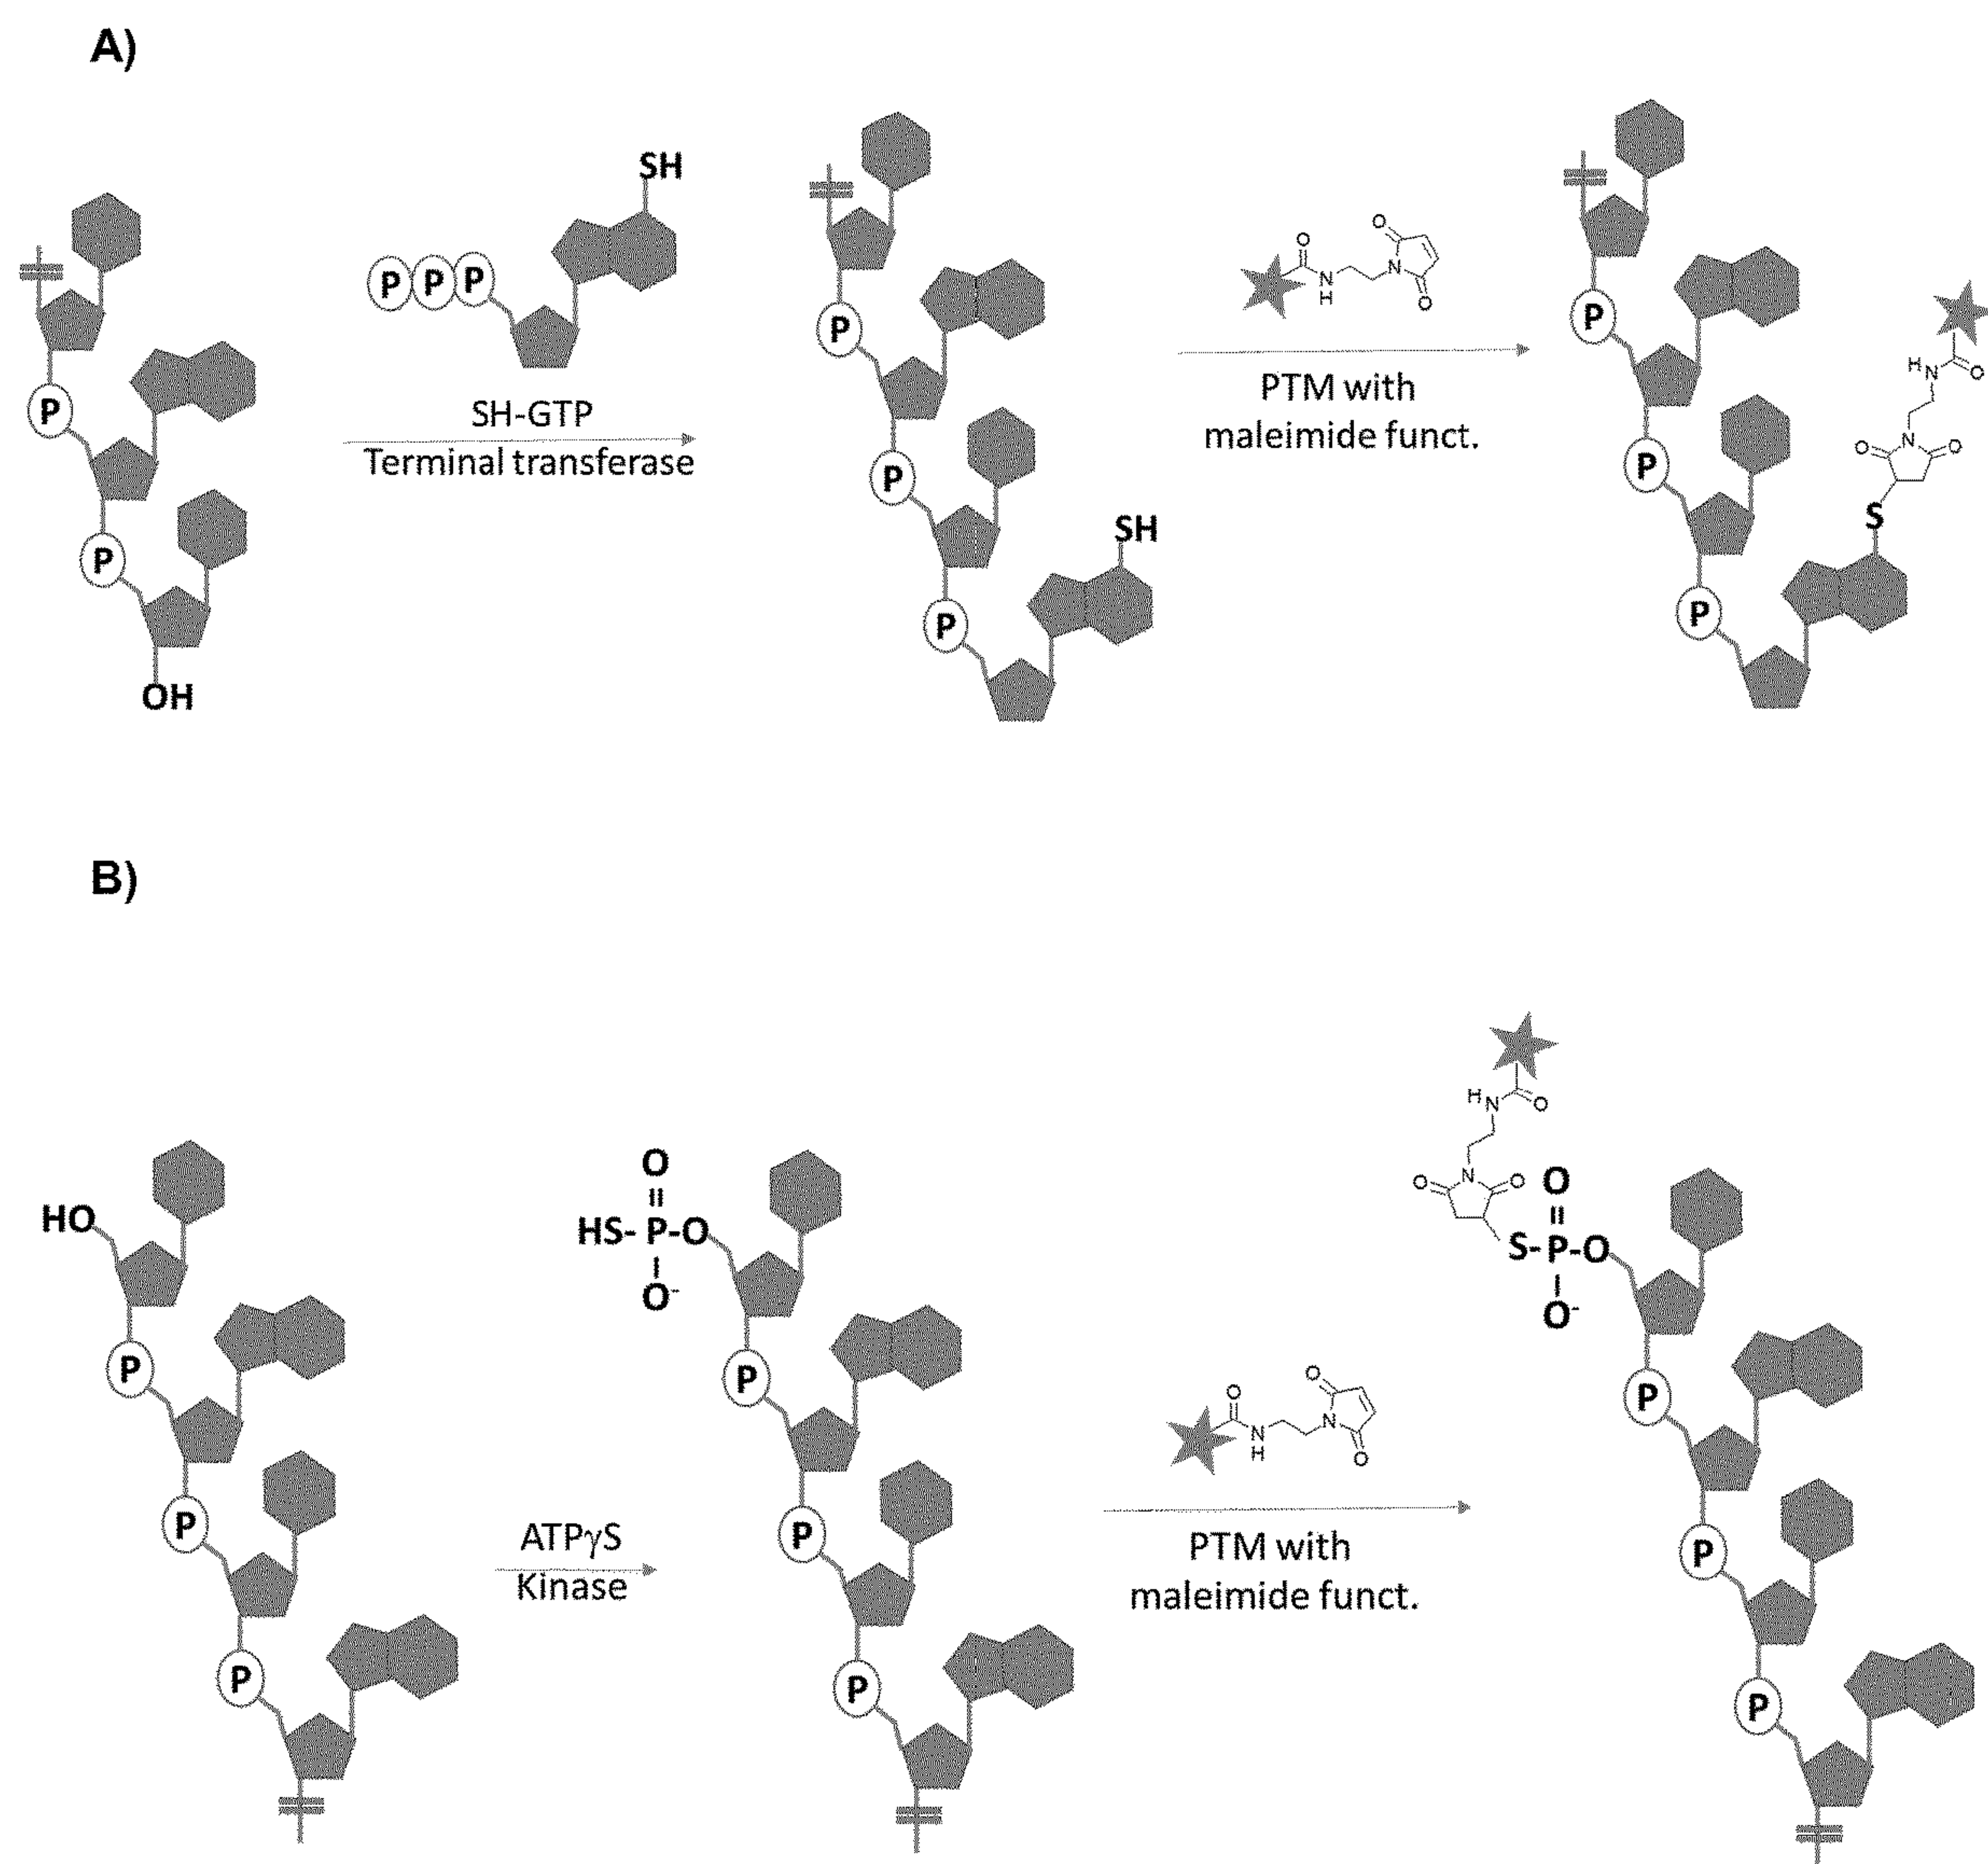 A)
SH
P P P
SH-GTP
Terminal transferase
P
P
OH
P
P
P
SH
O
N
H
N
O
O
PTM with
maleimide funct.
P
P
P
H
N
O
N
O
O
S
B)
HO
P
P
P
ATPγS
Kinase
O
HS-P-O
O-
P
P
P
O
N
H
N
O
O
PTM with
maleimide funct.
H
N
O
N
O
O
O
S-P-O
O-
P
P
P